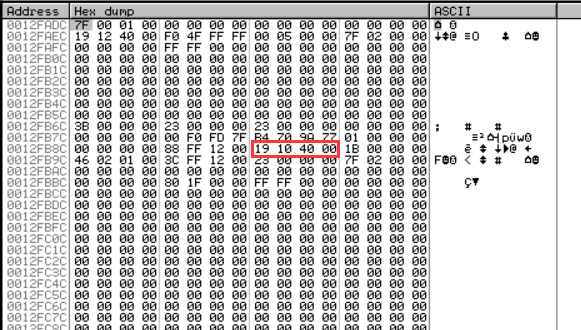 Address Hex dump ASCII
0012FADC 7F 00 01 00 00 00 00 00 00 00 00 00 00 00 00 00
0012FAEC 19 12 40 00 F0 4F FF FF 00 05 00 00 7F 02 00 00
0012FAFC 00 00 00 00 FF FF 00 00 00 00 00 00 00 00 00 00
0012FB0C 00 00 00 00 00 00 00 00 00 00 00 00 00 00 00 00
0012FB1C 00 00 00 00 00 00 00 00 00 00 00 00 00 00 00 00
0012FB2C 00 00 00 00 00 00 00 00 00 00 00 00 00 00 00 00
0012FB3C 00 00 00 00 00 00 00 00 00 00 00 00 00 00 00 00
0012FB4C 00 00 00 00 00 00 00 00 00 00 00 00 00 00 00 00
0012FB5C 00 00 00 00 00 00 00 00 00 00 00 00 00 00 00 00
0012FB6C 3B 00 00 00 23 00 00 00 23 00 00 00 00 00 00 00 ; # #
0012FB7C 00 00 00 00 00 F0 FD 7F B4 70 90 7C 01 00 00 00
0012FB8C 00 00 00 00 88 FF 12 00 19 10 40 00 1B 00 00 00
0012FB9C 46 02 01 00 3C FF 12 00 23 00 00 00 7F 02 00 00
0012FBAC 00 00 00 00 00 00 00 00 00 00 00 00 00 00 00 00
0012FBBC 00 00 00 00 80 1F 00 00 FF FF 00 00 00 00 00 00 Ç▼
0012FBCC 00 00 00 00 00 00 00 00 00 00 00 00 00 00 00 00
0012FBDC 00 00 00 00 00 00 00 00 00 00 00 00 00 00 00 00
0012FBEC 00 00 00 00 00 00 00 00 00 00 00 00 00 00 00 00
0012FBFC 00 00 00 00 00 00 00 00 00 00 00 00 00 00 00 00
0012FC0C 00 00 00 00 00 00 00 00 00 00 00 00 00 00 00 00
0012FC1C 00 00 00 00 00 00 00 00 00 00 00 00 00 00 00 00
0012FC2C 00 00 00 00 00 00 00 00 00 00 00 00 00 00 00 00
0012FC3C 00 00 00 00 00 00 00 00 00 00 00 00 00 00 00 00
0012FC4C 00 00 00 00 00 00 00 00 00 00 00 00 00 00 00 00
0012FC5C 00 00 00 00 00 00 00 00 00 00 00 00 00 00 00 00
0012FC6C 00 00 00 00 00 00 00 00 00 00 00 00 00 00 00 00
0012FC7C 00 00 00 00 00 00 00 00 00 00 00 00 00 00 00 00
0012FC8C 00 00 00 00 00 00 00 00 00 00 00 00 00 00 00 00